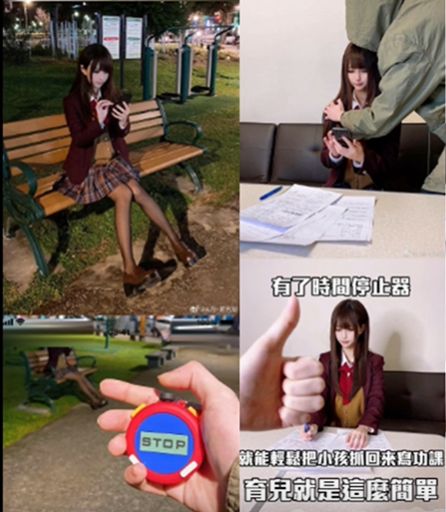 STOP
有了時間停止器
就能輕鬆把小孩抓回來寫功課
育兒就是這麼簡單